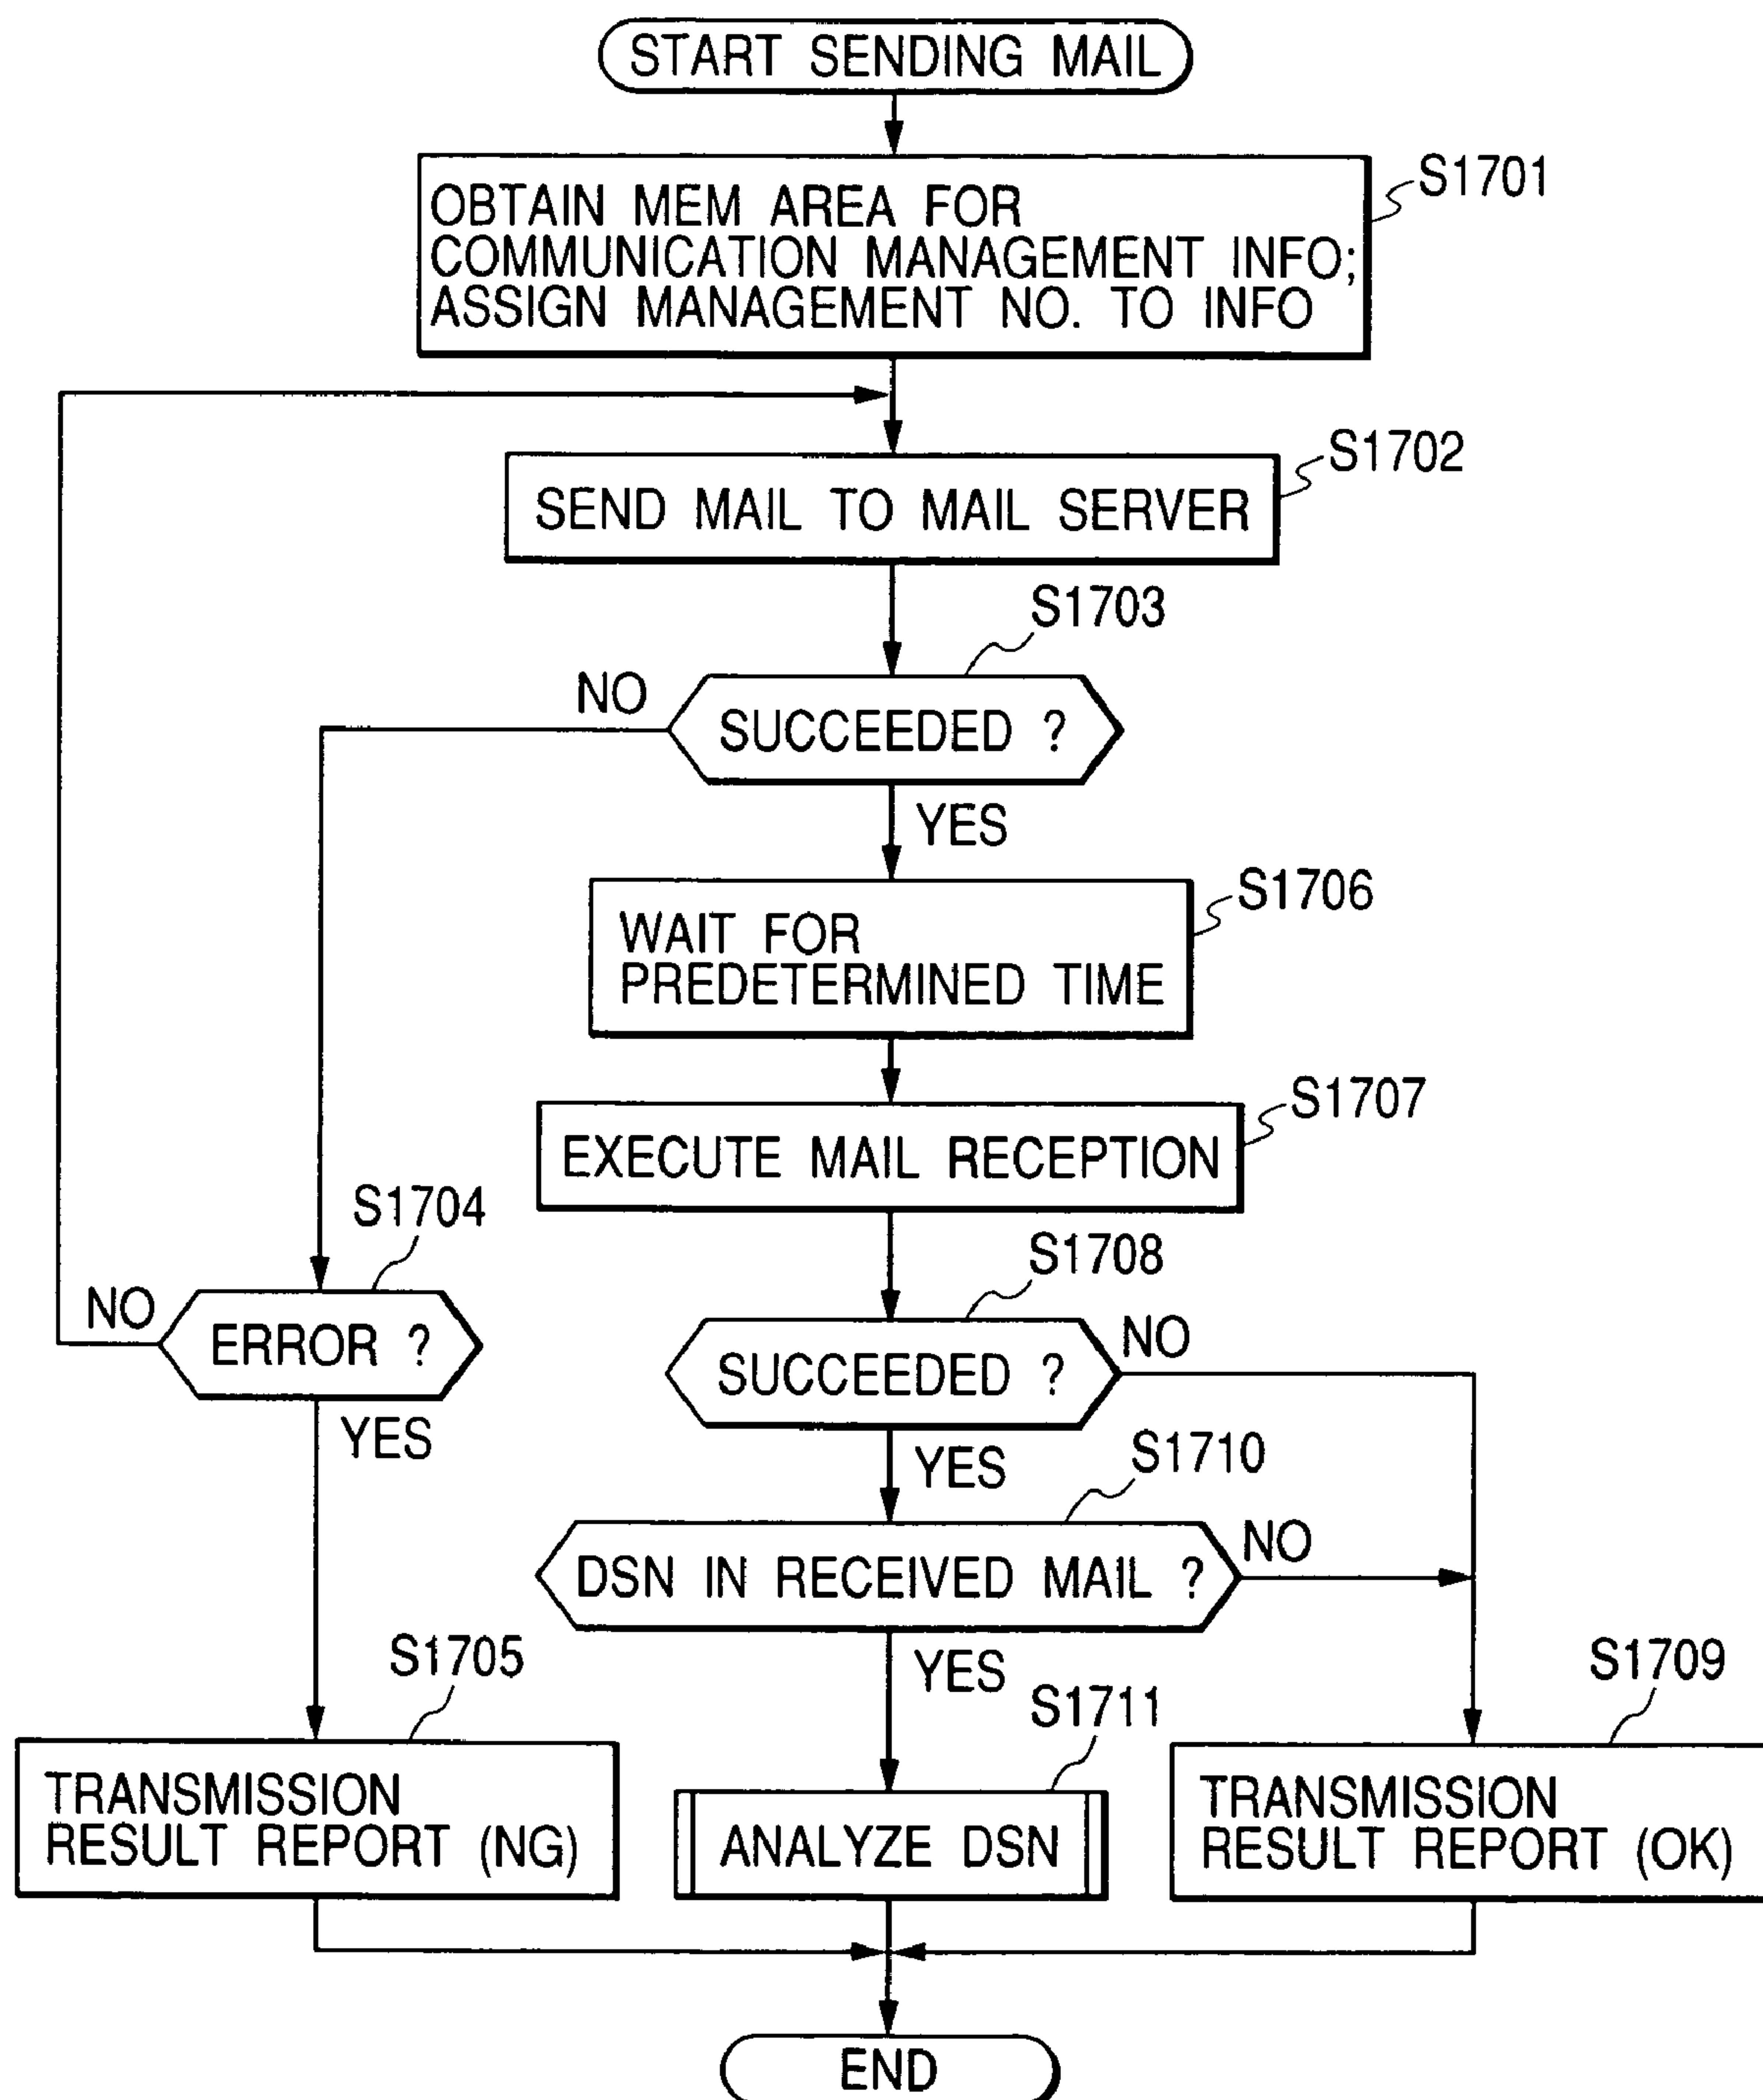 START SENDING MAIL
S1701
OBTAIN MEM AREA FOR
COMMUNICATION MANAGEMENT INFO;
ASSIGN MANAGEMENT NO. TO INFO
S1702
SEND MAIL TO MAIL SERVER
S1703
NO
SUCCEEDED ?
YES
S1706
WAIT FOR
PREDETERMINED TIME
S1707
EXECUTE MAIL RECEPTION
S1704
NO
ERROR ?
YES
S1708
NO
SUCCEEDED ?
YES
S1710
DSN IN RECEIVED MAIL ?
NO
YES
S1705
TRANSMISSION
RESULT REPORT (NG)
S1711
ANALYZE DSN
S1709
TRANSMISSION
RESULT REPORT (OK)
END